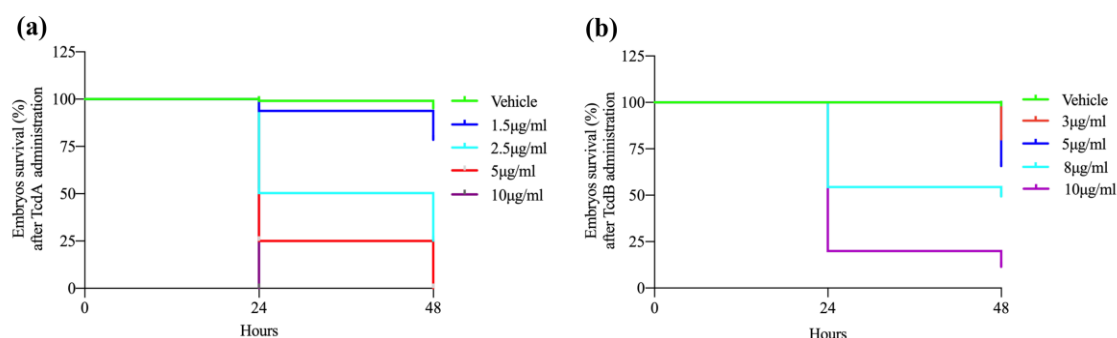 (a)
Embryos survival (%)
after TcdA administration
125
100
75
50
25
0
0 24 48
Hours
Vehicle
1.5μg/ml
2.5μg/ml
5μg/ml
10μg/ml
(b)
Embryos survival (%)
after TcdB administration
125
100
75
50
25
0
0 24 48
Hours
Vehicle
3μg/ml
5μg/ml
8μg/ml
10μg/ml